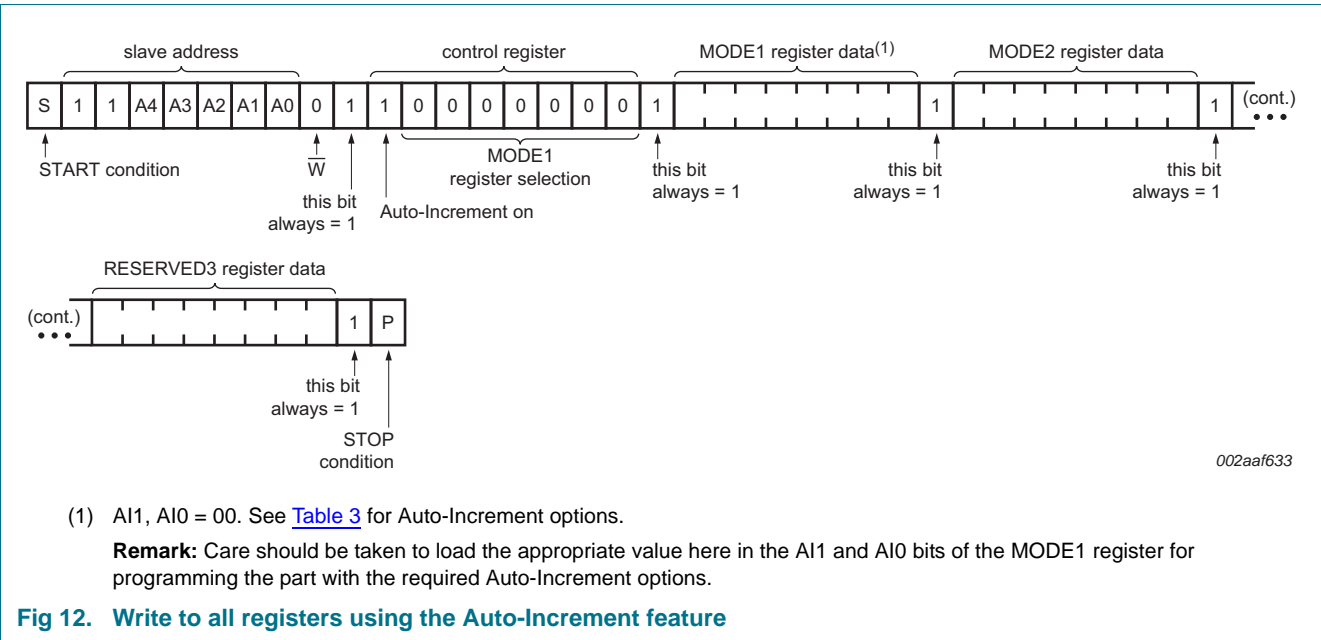 slave address control register MODE1 register data(1) MODE2 register data
S 1 1 A4 A3 A2 A1 A0 0 1 1 0 0 0 0 0 0 0 1 1 1 (cont.)
START condition W̅ MODE1 this bit this bit this bit
register selection always = 1 always = 1 always = 1
this bit Auto-Increment on
always = 1
RESERVED3 register data
(cont.) 1 P
this bit
always = 1
STOP
condition
002aaf633
(1) AI1, AI0 = 00. See Table 3 for Auto-Increment options.
Remark: Care should be taken to load the appropriate value here in the AI1 and AI0 bits of the MODE1 register for
programming the part with the required Auto-Increment options.
Fig 12. Write to all registers using the Auto-Increment feature